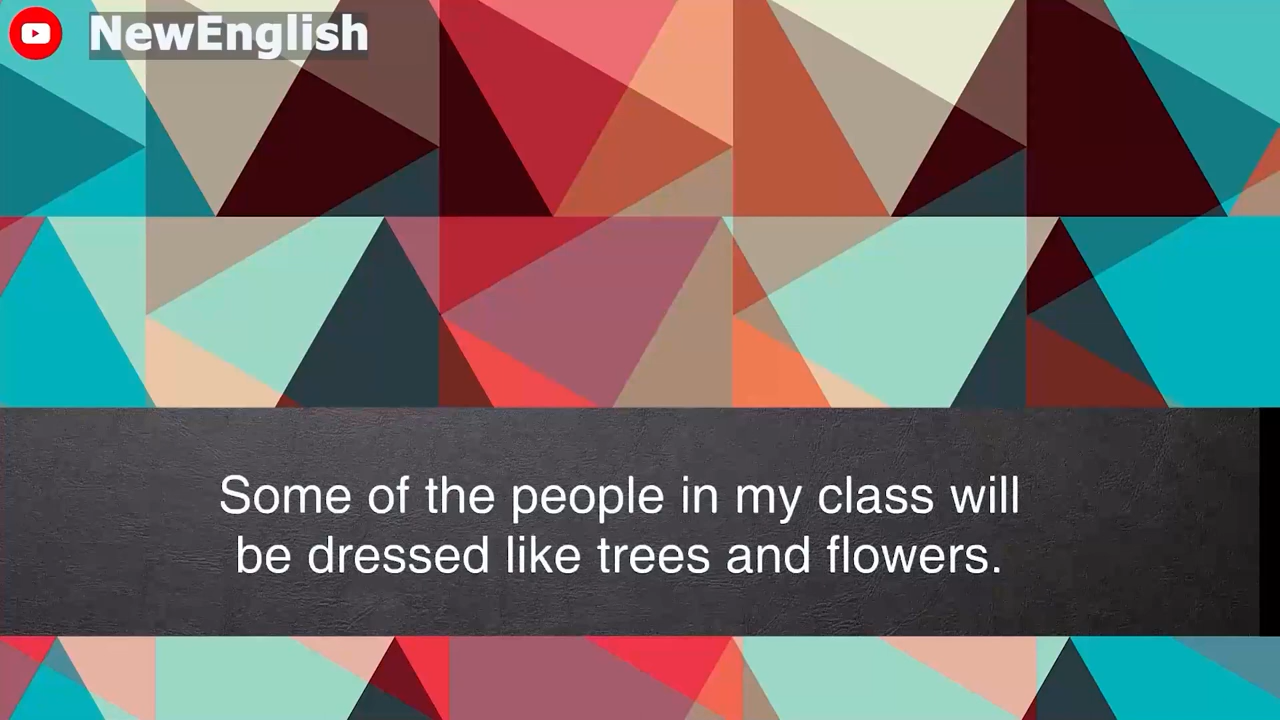 NewEnglish
Some of the people in my class will
be dressed like trees and flowers.